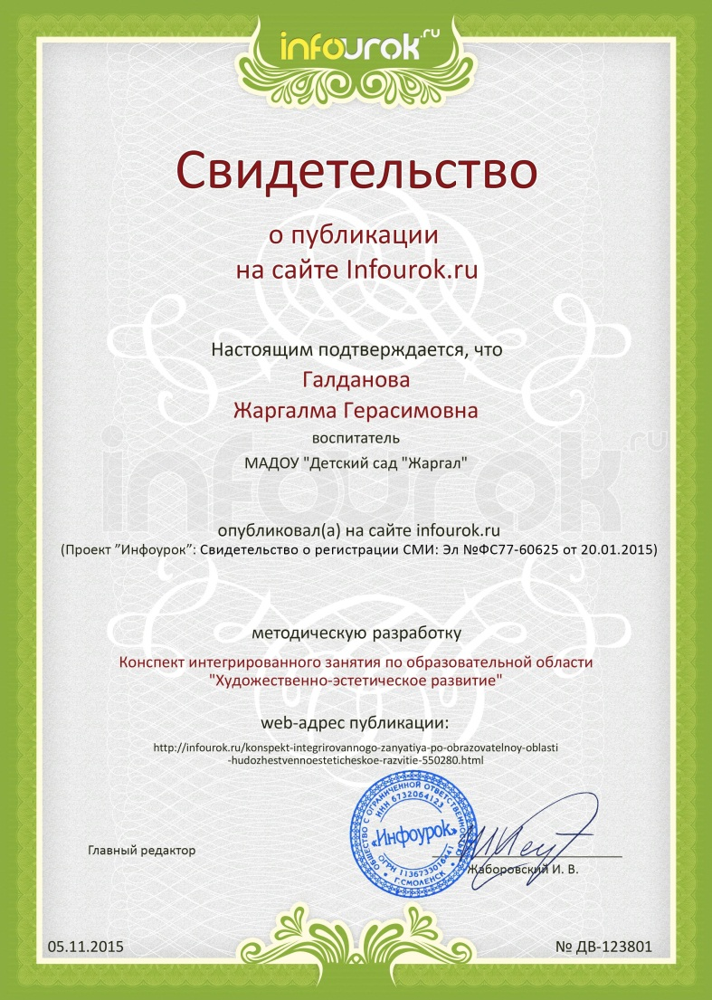 infourok.ru
Свидетельство
о публикации
на сайте Infourok.ru
Настоящим подтверждается, что
Галданова
Жаргалма Герасимовна
воспитатель
МАДОУ "Детский сад "Жаргал"
infourok.ru
опубликовал(а) на сайте infourok.ru
(Проект ”Инфоурок”: Свидетельство о регистрации СМИ: Эл №ФС77-60625 от 20.01.2015)
методическую разработку
Конспект интегрированного занятия по образовательной области
"Художественно-эстетическое развитие"
web-адрес публикации:
http://infourok.ru/konspekt-integrirovannogo-zanyatiya-po-obrazovatelnoy-oblasti
-hudozhestvennoesteticheskoe-razvitie-550280.html
ОБЩЕСТВО С ОГРАНИЧЕННОЙ ОТВЕТСТВЕННОСТЬЮ
ИНН 6732064123
«Инфоурок»
ОГРН 1136733016441
Г.СМОЛЕНСК
Главный редактор
Жаборовский И. В.
05.11.2015
№ ДВ-123801